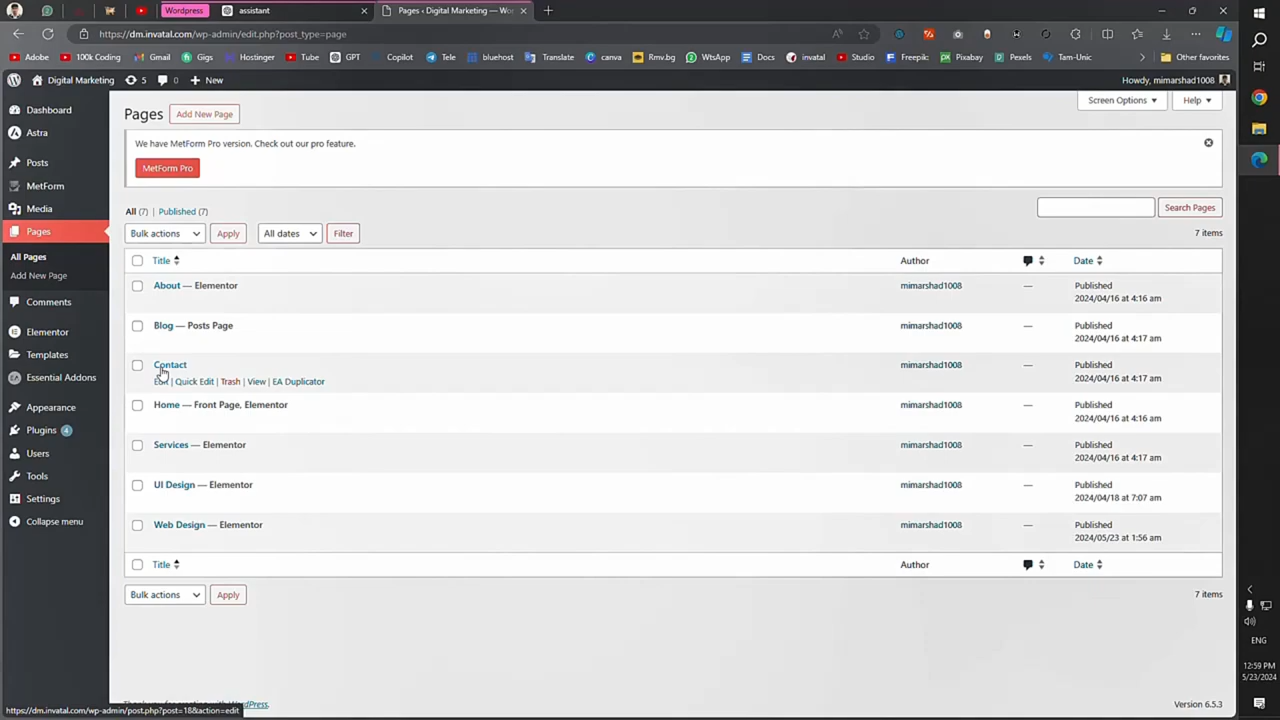 Wordpress
assistant
Pages ‹ Digital Marketing — Wor
https://dm.invatal.com/wp-admin/edit.php?post_type=page
Adobe
100k Coding
Gmail
Gigs
Hostinger
Tube
GPT
Copilot
Tele
bluehost
Translate
canva
Rmv.bg
WtsApp
Docs
invatal
Studio
Freepik
Pixabay
Pexels
Tam-Unic
Other favorites
Digital Marketing
5
0
New
Howdy, mimarshad1008
Dashboard
Astra
Posts
MetForm
Media
Pages
All Pages
Add New Page
Comments
Elementor
Templates
Essential Addons
Appearance
Plugins 4
Users
Tools
Settings
Collapse menu
Pages
Add New Page
Screen Options
Help
We have MetForm Pro version. Check out our pro feature.
MetForm Pro
All (7) | Published (7)
Search Pages
Bulk actions
Apply
All dates
Filter
7 items
Title
Author
Date
About — Elementor
mimarshad1008
—
Published
2024/04/16 at 4:16 am
Blog — Posts Page
mimarshad1008
—
Published
2024/04/16 at 4:17 am
Contact
Edit | Quick Edit | Trash | View | EA Duplicator
mimarshad1008
—
Published
2024/04/16 at 4:17 am
Home — Front Page, Elementor
mimarshad1008
—
Published
2024/04/16 at 4:16 am
Services — Elementor
mimarshad1008
—
Published
2024/04/16 at 4:17 am
UI Design — Elementor
mimarshad1008
—
Published
2024/04/18 at 7:07 am
Web Design — Elementor
mimarshad1008
—
Published
2024/05/23 at 1:56 am
Title
Author
Date
Bulk actions
Apply
7 items
Thank you for creating with WordPress.
Version 6.5.3
https://dm.invatal.com/wp-admin/post.php?post=18&action=edit
ENG
12:59 PM
5/23/2024